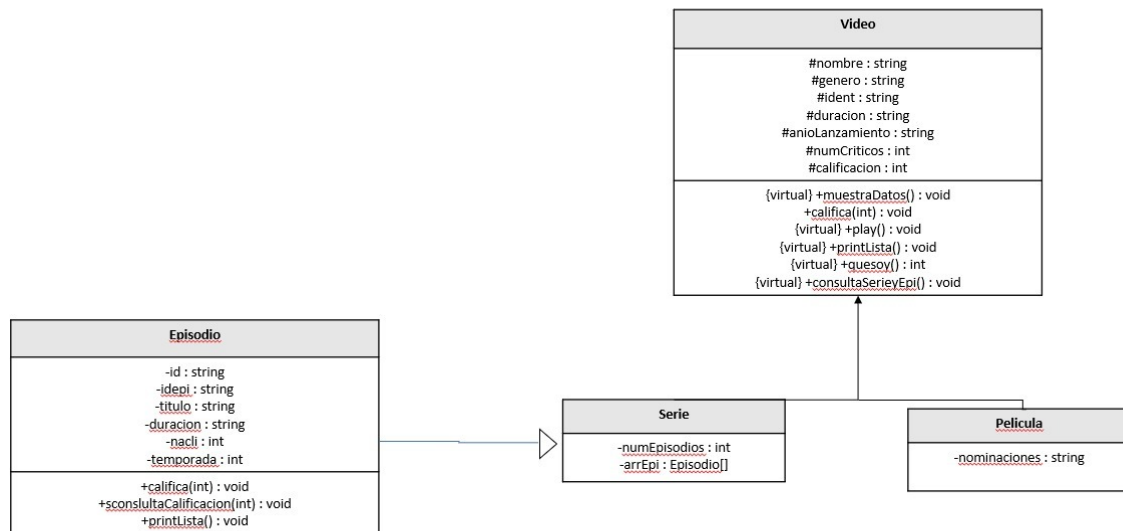 Video
#nombre : string
#genero : string
#ident : string
#duracion : string
#anioLanzamiento : string
#numCriticos : int
#calificacion : int
{virtual} +muestraDatos() : void
+califica(int) : void
{virtual} +play() : void
{virtual} +printLista() : void
{virtual} +quesoy() : int
{virtual} +consultaSerieyEpi() : void
Episodio
-id : string
-idepi : string
-titulo : string
-duracion : string
-nacli : int
-temporada : int
+califica(int) : void
+sconslultaCalificacion(int) : void
+printLista() : void
Serie
-numEpisodios : int
-arrEpi : Episodio[]
Pelicula
-nominaciones : string